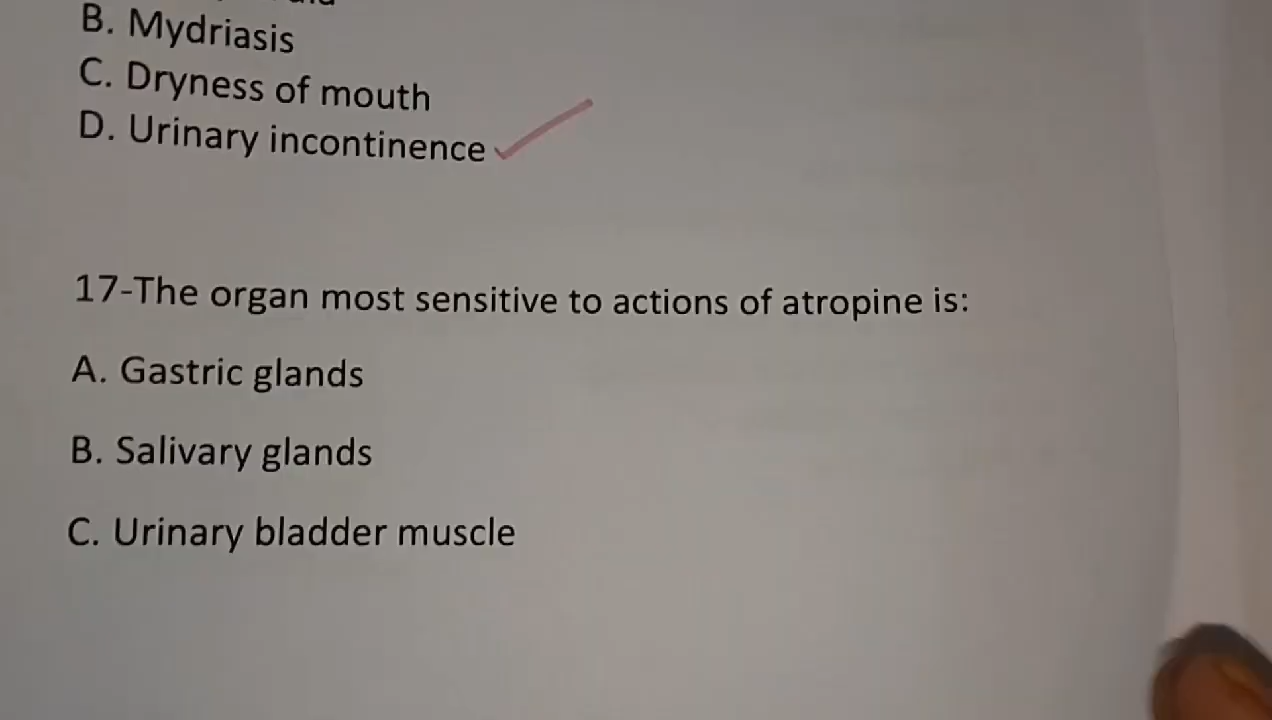 B. Mydriasis
C. Dryness of mouth
D. Urinary incontinence
17-The organ most sensitive to actions of atropine is:
A. Gastric glands
B. Salivary glands
C. Urinary bladder muscle